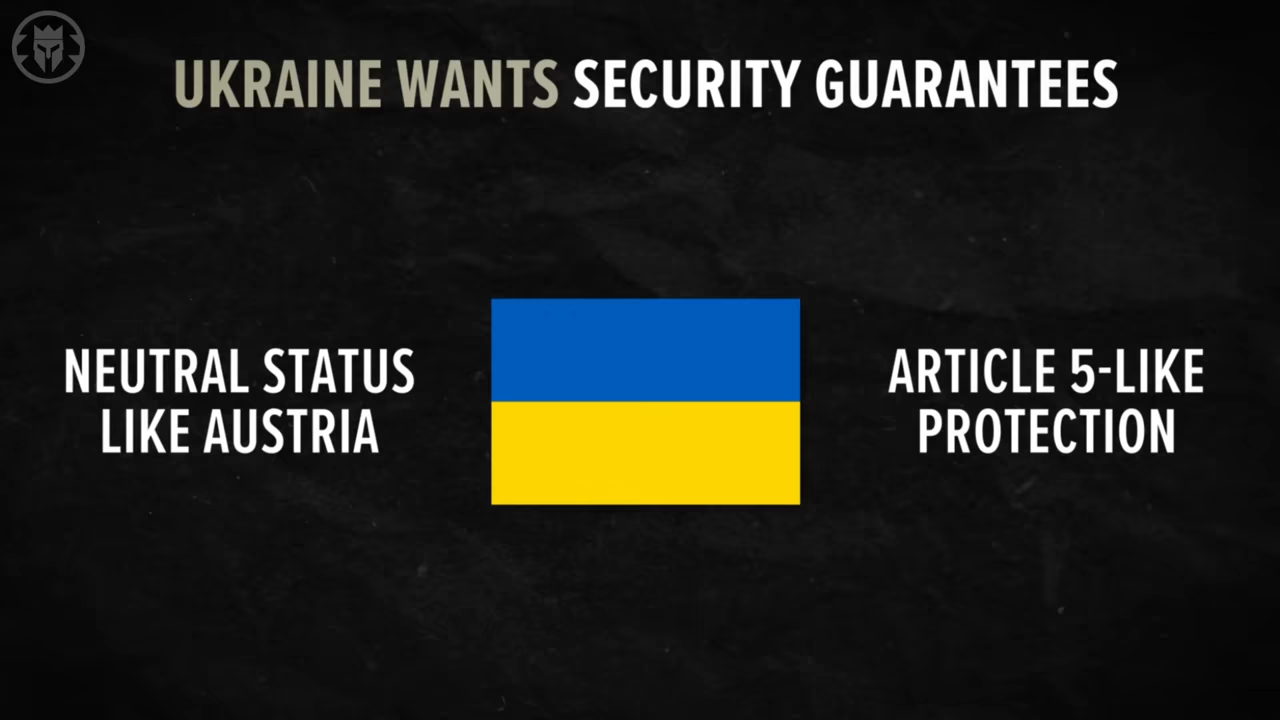 UKRAINE WANTS SECURITY GUARANTEES
NEUTRAL STATUS
LIKE AUSTRIA
ARTICLE 5-LIKE
PROTECTION